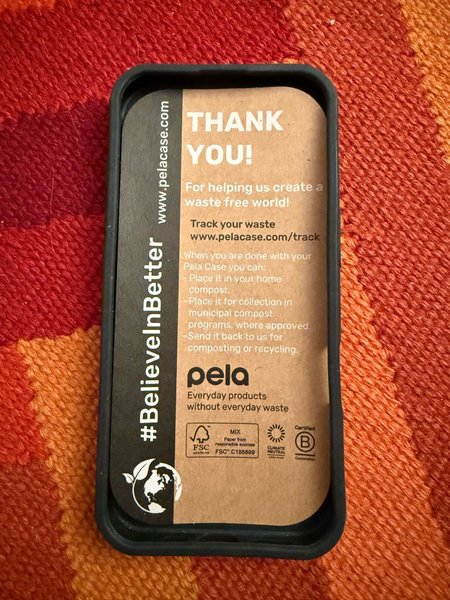 www.pelacase.com
#BelieveInBetter
THANK
YOU!
For helping us create a
waste free world!
Track your waste
www.pelacase.com/track
When you are done with your
Pela Case you can:
- Place it in your home
compost.
- Place it for collection in
municipal compost
programs, where approved.
- Send it back to us for
composting or recycling.
pela
Everyday products
without everyday waste
FSC
MIX
Paper from
responsible sources
FSC™ C188899
CLIMATE
NEUTRAL
CERTIFIED
Certified
B
Corporation